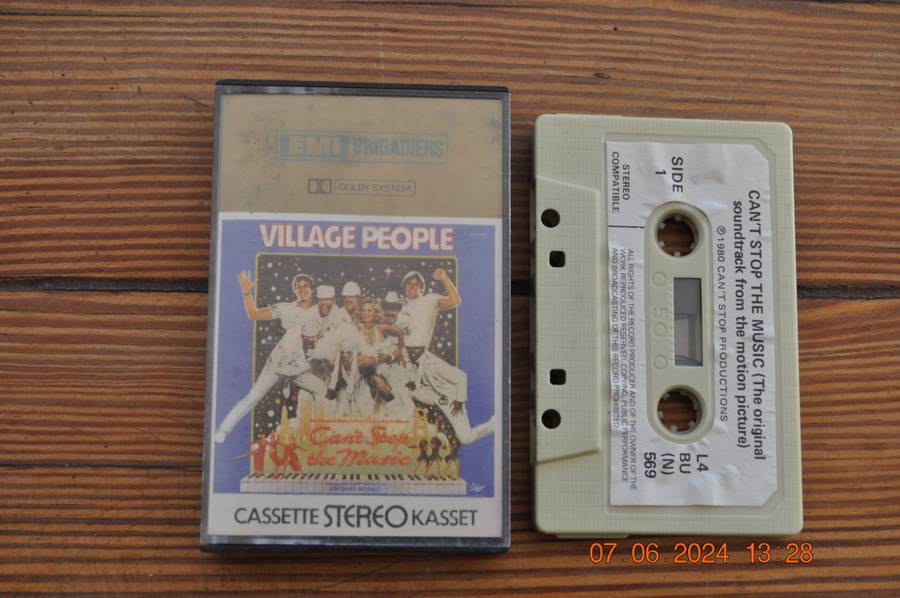 EMI BRIGADIERS
DOLBY SYSTEM
VILLAGE PEOPLE
Can't Stop
the Music
CASSETTE STEREO KASSET
CAN'T STOP THE MUSIC (The original
soundtrack from the motion picture)
℗1980 CAN'T STOP PRODUCTIONS
SIDE
1
STEREO
COMPATIBLE
L4
BU
(N)
569
50
ALL RIGHTS OF THE RECORD PRODUCER AND OF THE OWNER OF THE
WORK REPRODUCED RESERVED. COPYING, PUBLIC PERFORMANCE
AND BROADCASTING OF THIS RECORD PROHIBITED
07.06.2024 13:28